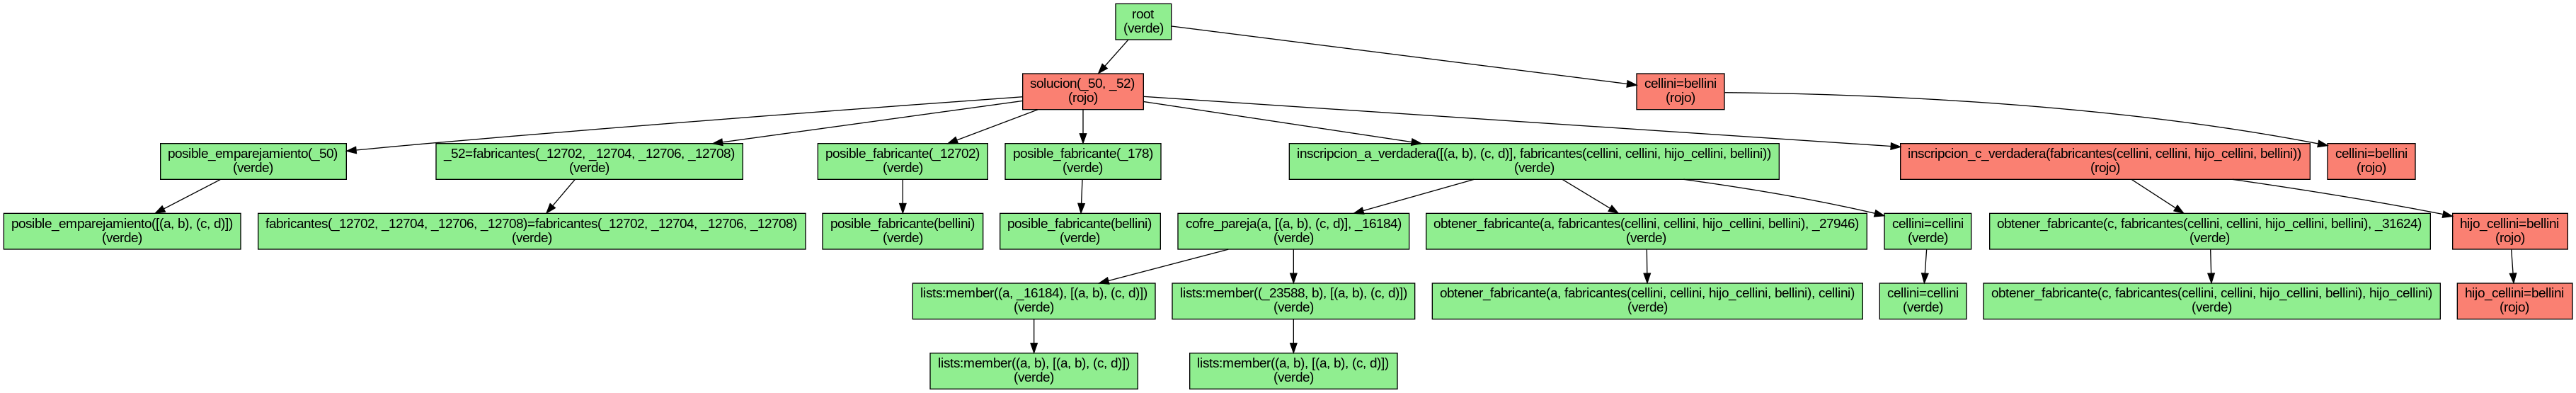 root
(verde)
solucion(_50, _52)
(rojo)
cellini=bellini
(rojo)
posible_emparejamiento(_50)
(verde)
_52=fabricantes(_12702, _12704, _12706, _12708)
(verde)
posible_fabricante(_12702)
(verde)
posible_fabricante(_178)
(verde)
inscripcion_a_verdadera([(a, b), (c, d)], fabricantes(cellini, cellini, hijo_cellini, bellini))
(verde)
inscripcion_c_verdadera(fabricantes(cellini, cellini, hijo_cellini, bellini))
(rojo)
cellini=bellini
(rojo)
posible_emparejamiento([(a, b), (c, d)])
(verde)
fabricantes(_12702, _12704, _12706, _12708)=fabricantes(_12702, _12704, _12706, _12708)
(verde)
posible_fabricante(bellini)
(verde)
posible_fabricante(bellini)
(verde)
cofre_pareja(a, [(a, b), (c, d)], _16184)
(verde)
obtener_fabricante(a, fabricantes(cellini, cellini, hijo_cellini, bellini), _27946)
(verde)
cellini=cellini
(verde)
obtener_fabricante(c, fabricantes(cellini, cellini, hijo_cellini, bellini), _31624)
(verde)
hijo_cellini=bellini
(rojo)
lists:member((a, _16184), [(a, b), (c, d)])
(verde)
lists:member((_23588, b), [(a, b), (c, d)])
(verde)
obtener_fabricante(a, fabricantes(cellini, cellini, hijo_cellini, bellini), cellini)
(verde)
cellini=cellini
(verde)
obtener_fabricante(c, fabricantes(cellini, cellini, hijo_cellini, bellini), hijo_cellini)
(verde)
hijo_cellini=bellini
(rojo)
lists:member((a, b), [(a, b), (c, d)])
(verde)
lists:member((a, b), [(a, b), (c, d)])
(verde)